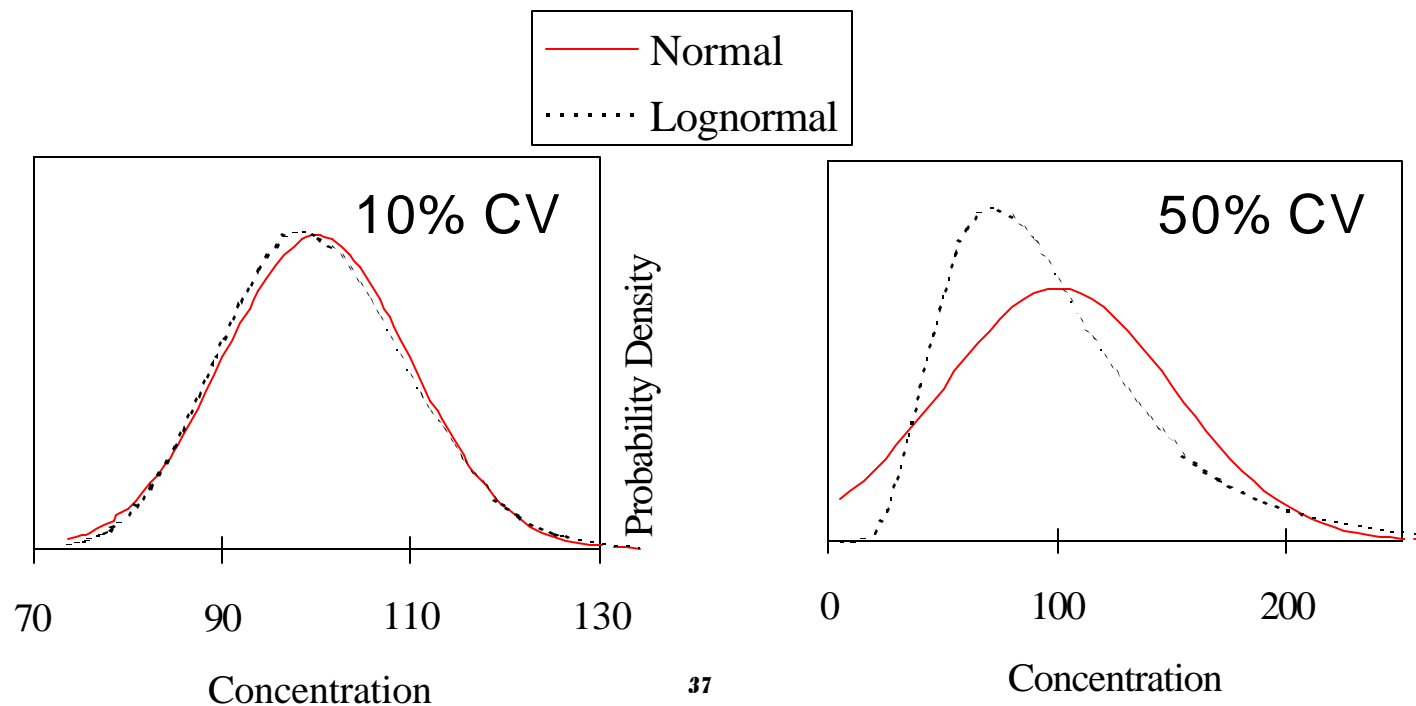 Normal
Lognormal
10% CV
50% CV
Probability Density
70 90 110 130
0 100 200
Concentration
37
Concentration